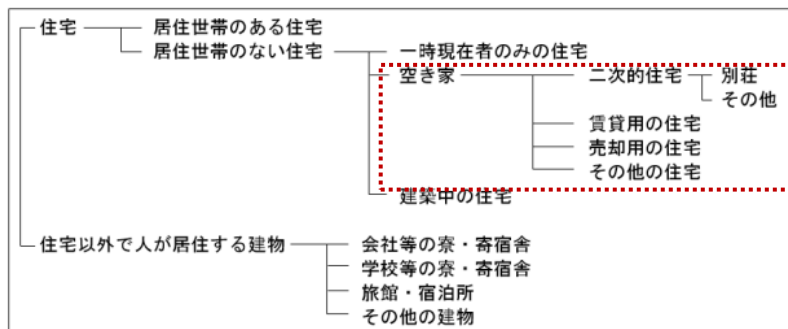 住宅 居住世帯のある住宅
居住世帯のない住宅 一時現在者のみの住宅
空き家 二次的住宅 別荘
その他
賃貸用の住宅
売却用の住宅
その他の住宅
建築中の住宅
住宅以外で人が居住する建物 会社等の寮・寄宿舎
学校等の寮・寄宿舎
旅館・宿泊所
その他の建物